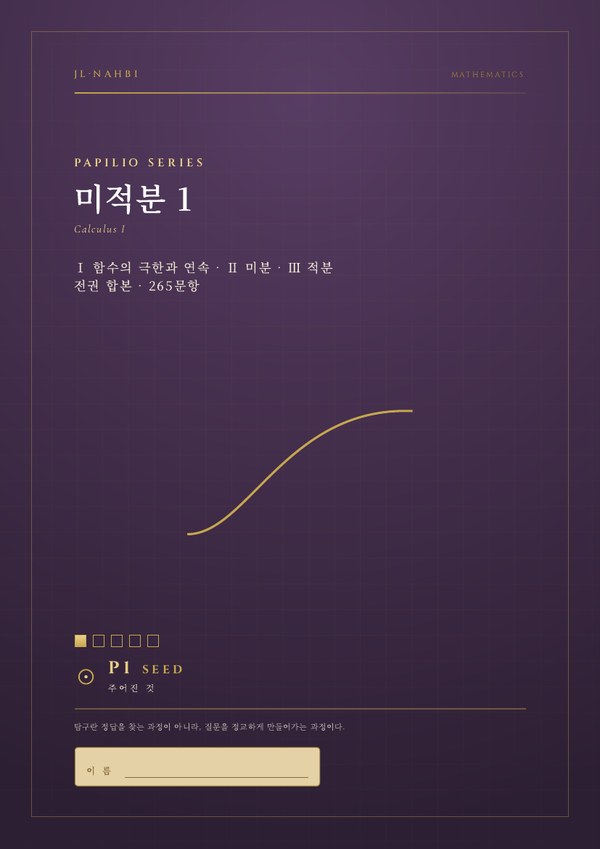 JL·NAHBI
MATHEMATICS
PAPILIO SERIES
미적분 1
Calculus I
Ⅰ 함수의 극한과 연속 · Ⅱ 미분 · Ⅲ 적분
전권 합본 · 265문항
P1 SEED
주어진 것
탐구란 정답을 찾는 과정이 아니라, 질문을 정교하게 만들어가는 과정이다.
이 름